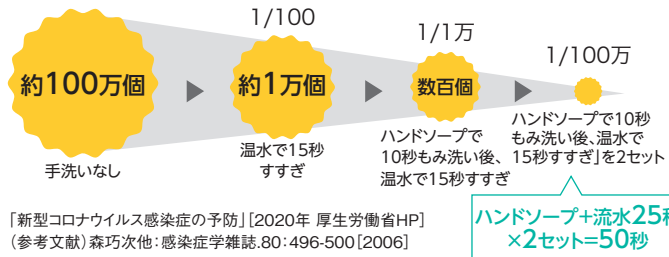 約100万個
手洗いなし
1/100
約1万個
温水で15秒
すすぎ
1/1万
数百個
ハンドソープで
10秒もみ洗い後、
温水で15秒すすぎ
1/100万
ハンドソープで10秒
もみ洗い後、温水で
15秒すすぎ」を2セット
ハンドソープ+流水25秒
×2セット=50秒
「新型コロナウイルス感染症の予防」[2020年 厚生労働省HP]
(参考文献)森巧次他:感染症学雑誌.80:496-500[2006]